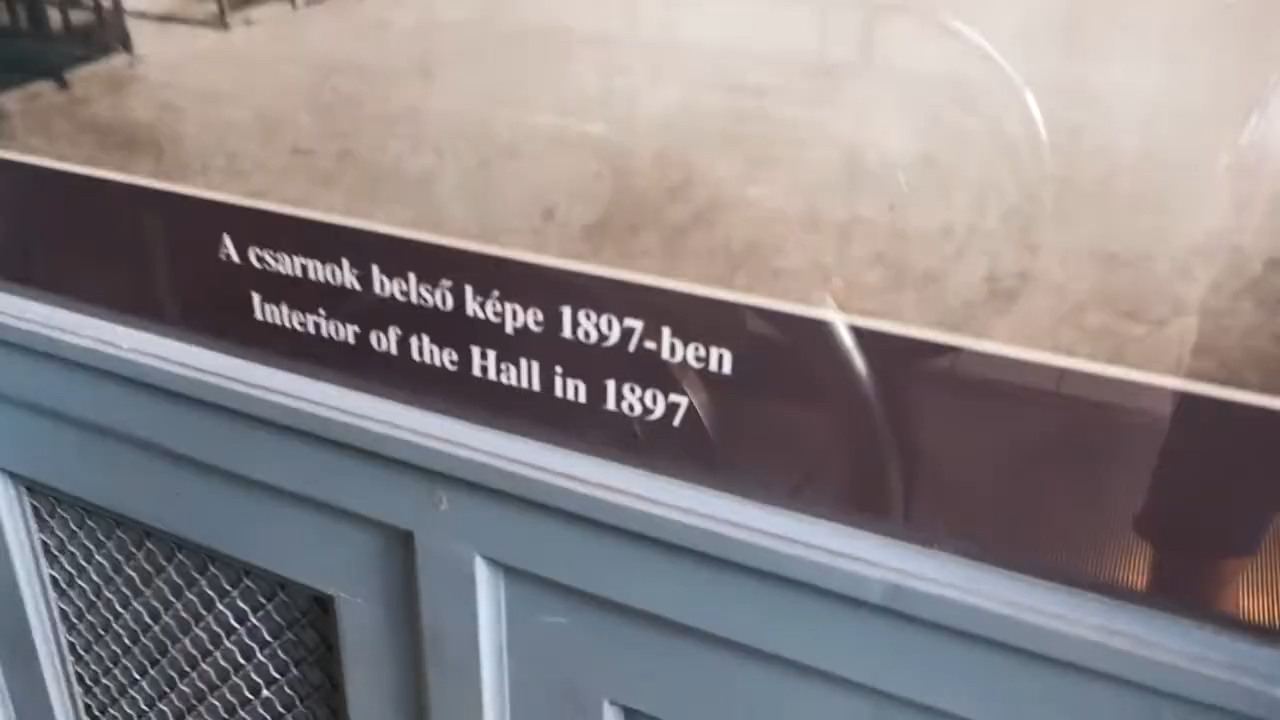 A csarnok belső képe 1897-ben
Interior of the Hall in 1897